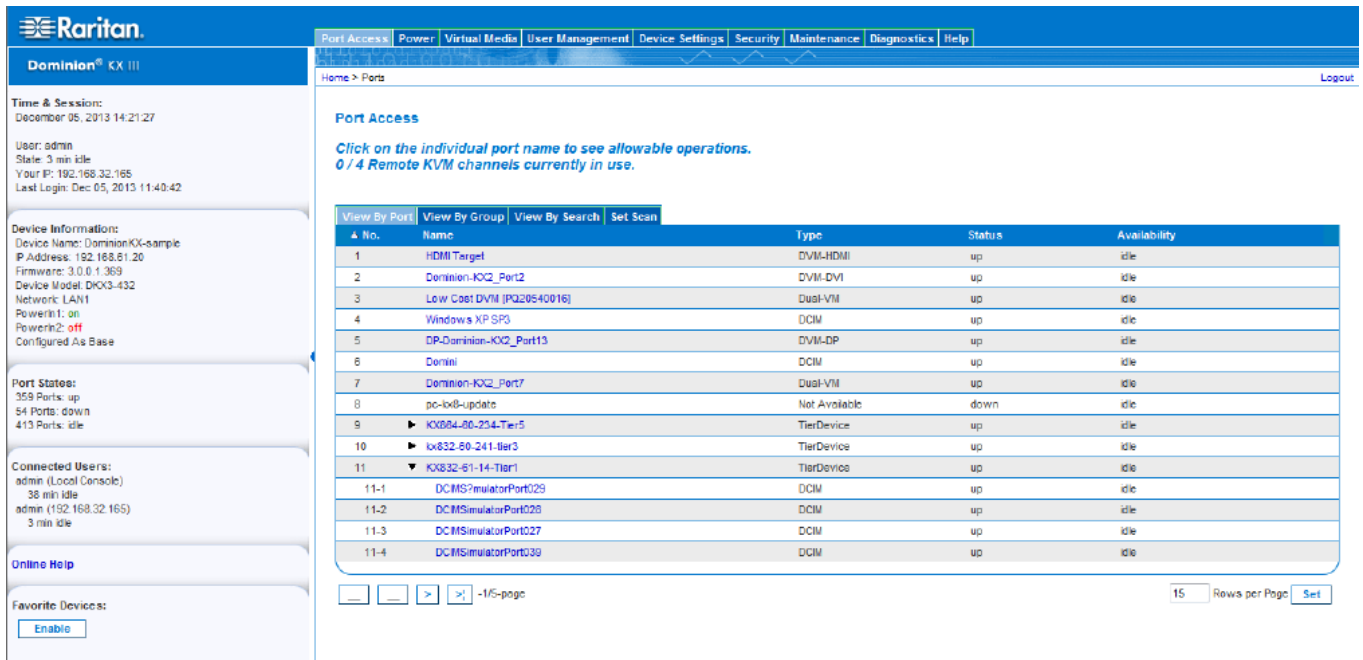 Raritan.
Port Access Power Virtual Media User Management Device Settings Security Maintenance Diagnostics Help
Dominion® KX III
Home > Ports
Logout
Time & Session:
December 05, 2013 14:21:27
User: admin
State: 3 min idle
Your IP: 192.168.32.165
Last Login: Dec 05, 2013 11:40:42
Device Information:
Device Name: DominionKX-sample
IP Address: 192.168.61.20
Firmware: 3.0.0.1.369
Device Model: DKX3-432
Network: LAN1
PowerIn1: on
PowerIn2: off
Configured As Base
Port States:
359 Ports: up
54 Ports: down
413 Ports: idle
Connected Users:
admin (Local Console)
38 min idle
admin (192.168.32.165)
3 min idle
Online Help
Favorite Devices:
Enable
Port Access
Click on the individual port name to see allowable operations.
0 / 4 Remote KVM channels currently in use.
View By Port View By Group View By Search Set Scan
▲ No. Name Type Status Availability
1 HDMI Target DVM-HDMI up idle
2 Dominion-KX2_Port2 DVM-DVI up idle
3 Low Cost DVM [PQ20540016] Dual-VM up idle
4 Windows XP SP3 DCIM up idle
5 DP-Dominion-KX2_Port13 DVM-DP up idle
6 Domini DCIM up idle
7 Dominion-KX2_Port7 Dual-VM up idle
8 pc-kx8-update Not Available down idle
9 ► KX864-60-234-Tier5 TierDevice up idle
10 ► kx832-60-241-tier3 TierDevice up idle
11 ▼ KX832-61-14-Tier1 TierDevice up idle
11-1 DCIMS?mulatorPort029 DCIM up idle
11-2 DCIMSimulatorPort028 DCIM up idle
11-3 DCIMSimulatorPort027 DCIM up idle
11-4 DCIMSimulatorPort039 DCIM up idle
> >¦ -1/5-page
15 Rows per Page Set